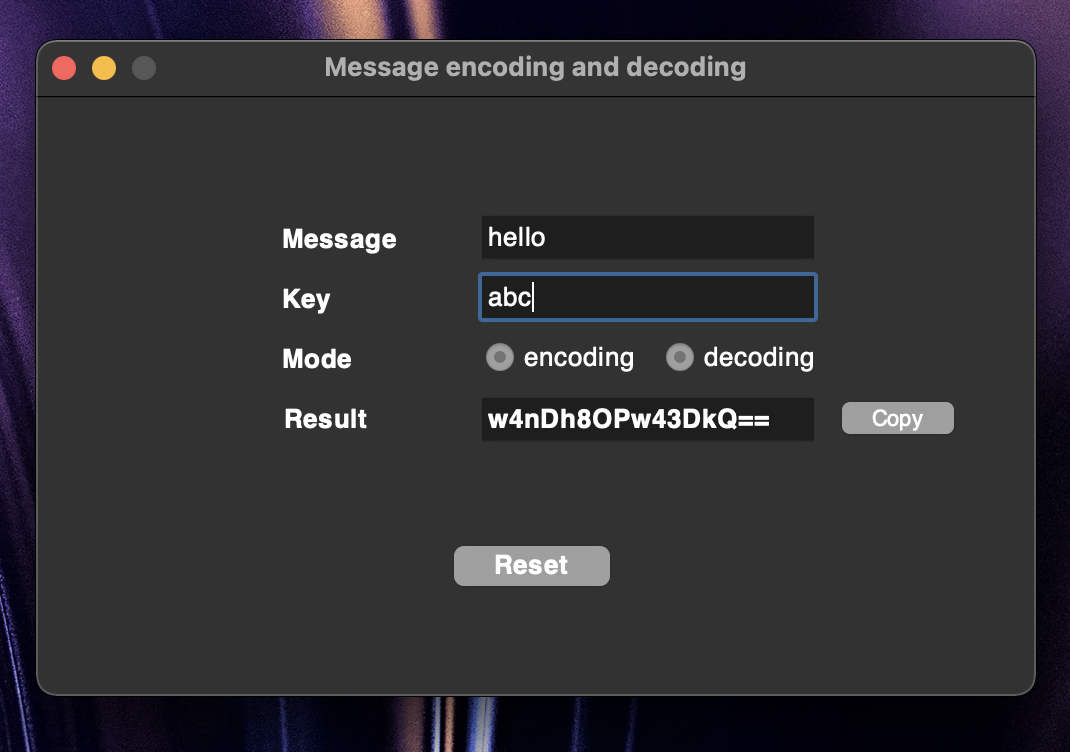 Message encoding and decoding
Message hello
Key abc
Mode encoding decoding
Result w4nDh8OPw43DkQ== Copy
Reset